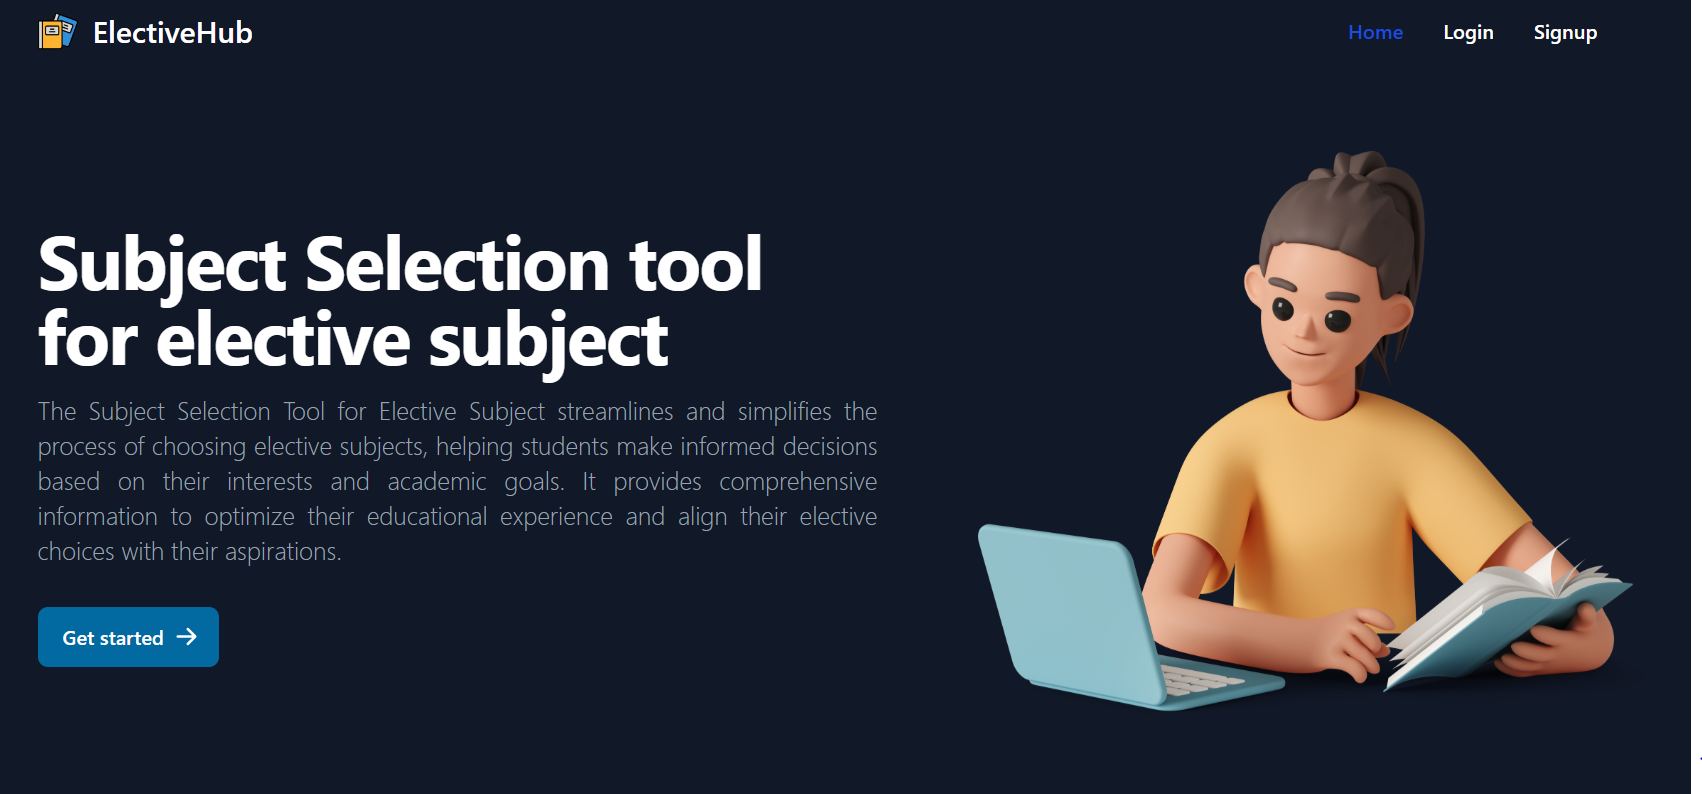 ElectiveHub
Home Login Signup
Subject Selection tool
for elective subject
The Subject Selection Tool for Elective Subject streamlines and simplifies the
process of choosing elective subjects, helping students make informed decisions
based on their interests and academic goals. It provides comprehensive
information to optimize their educational experience and align their elective
choices with their aspirations.
Get started →